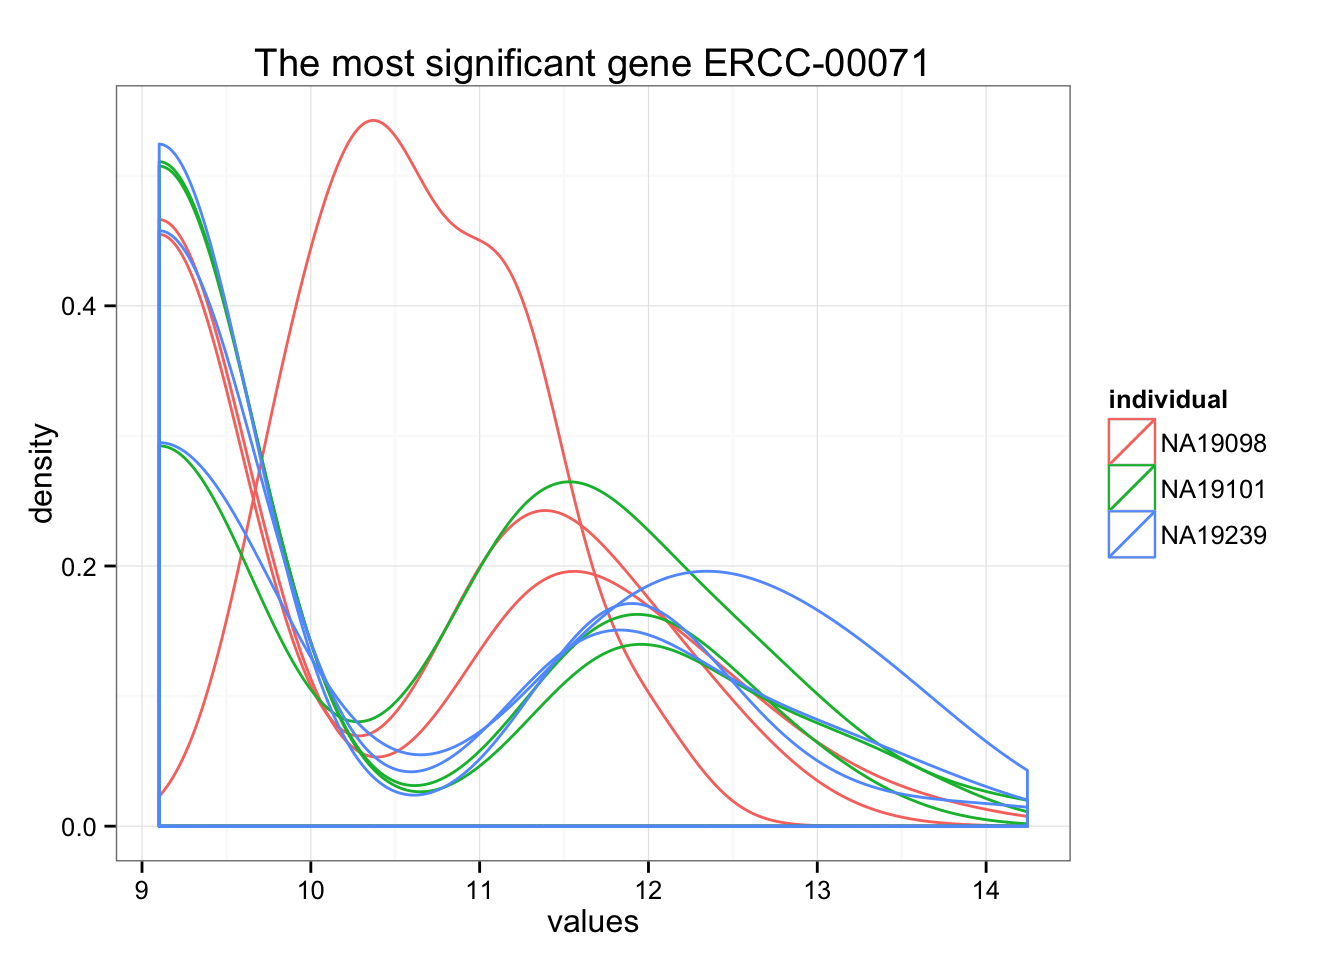 The most significant gene ERCC-00071
density
0.4
0.2
0.0
9 10 11 12 13 14
values
individual
NA19098
NA19101
NA19239